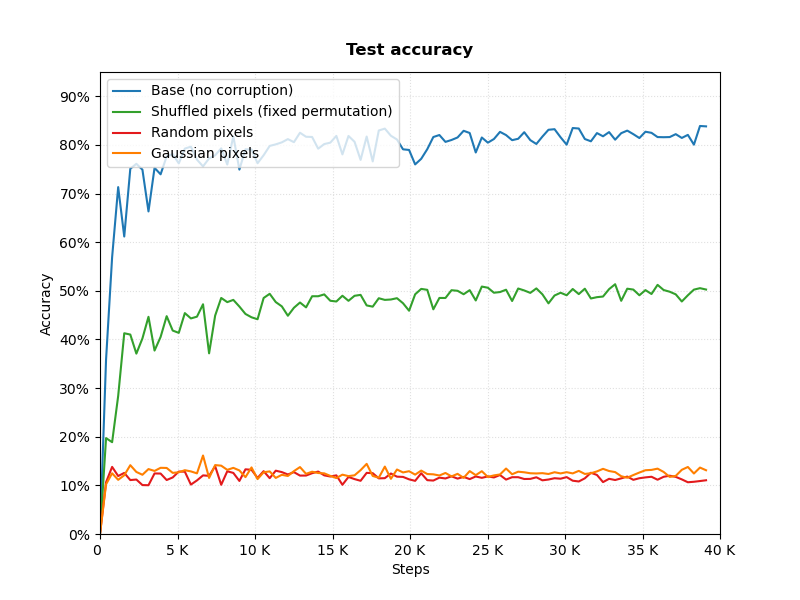 Test accuracy
Base (no corruption)
Shuffled pixels (fixed permutation)
Random pixels
Gaussian pixels
90%
80%
70%
60%
50%
40%
30%
20%
10%
0%
Accuracy
0 5 K 10 K 15 K 20 K 25 K 30 K 35 K 40 K
Steps